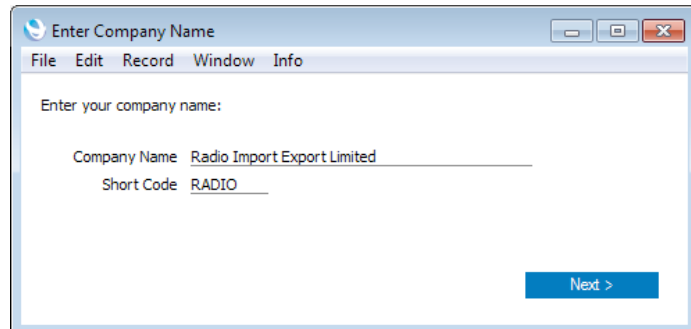 Enter Company Name
File Edit Record Window Info
Enter your company name:
Company Name Radio Import Export Limited
Short Code RADIO
Next >